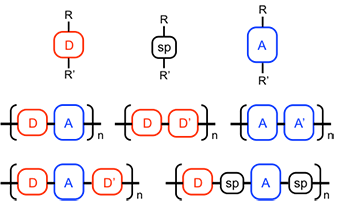 R R R
D sp A
R' R' R'
D A n D D' n A A' n
D A D' n D sp A sp n